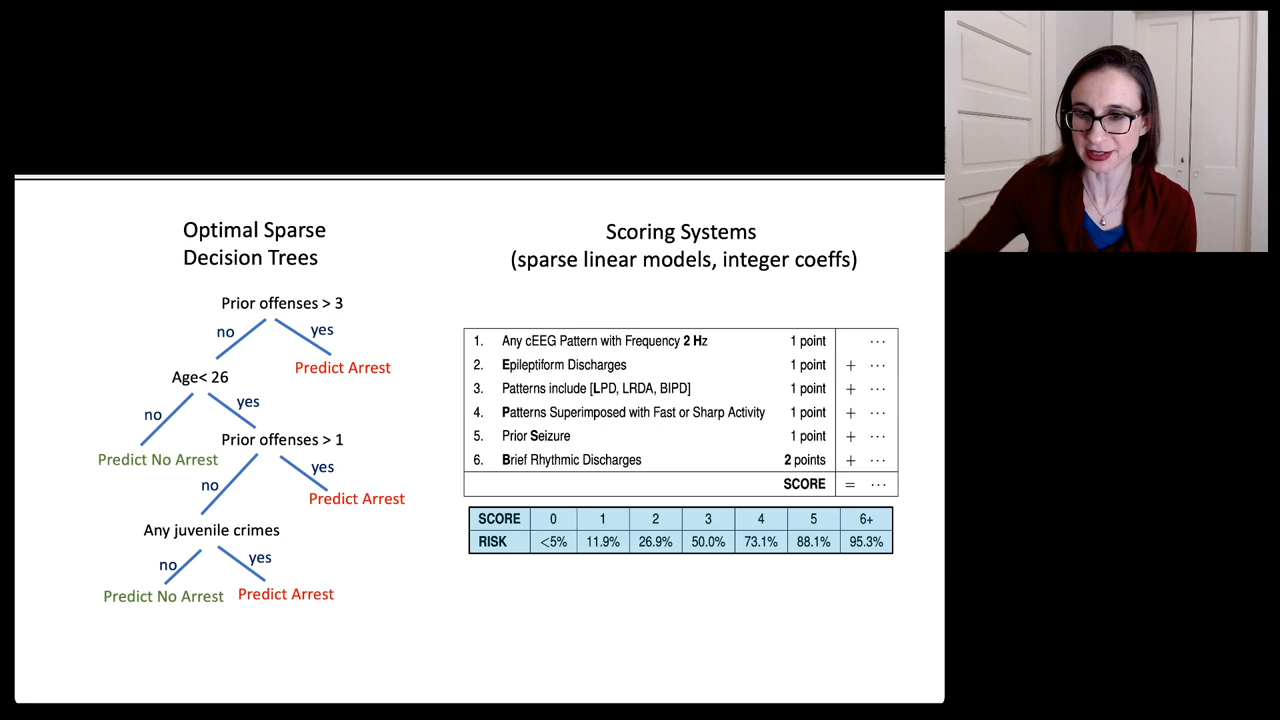 Optimal Sparse
Decision Trees
Prior offenses > 3
no
yes
Predict Arrest
Age< 26
no
yes
Predict No Arrest
Prior offenses > 1
no
yes
Predict Arrest
Any juvenile crimes
no
yes
Predict No Arrest
Predict Arrest
Scoring Systems
(sparse linear models, integer coeffs)
1. Any cEEG Pattern with Frequency 2 Hz 1 point ···
2. Epileptiform Discharges 1 point + ···
3. Patterns include [LPD, LRDA, BIPD] 1 point + ···
4. Patterns Superimposed with Fast or Sharp Activity 1 point + ···
5. Prior Seizure 1 point + ···
6. Brief Rhythmic Discharges 2 points + ···
SCORE = ···
SCORE 0 1 2 3 4 5 6+
RISK <5% 11.9% 26.9% 50.0% 73.1% 88.1% 95.3%